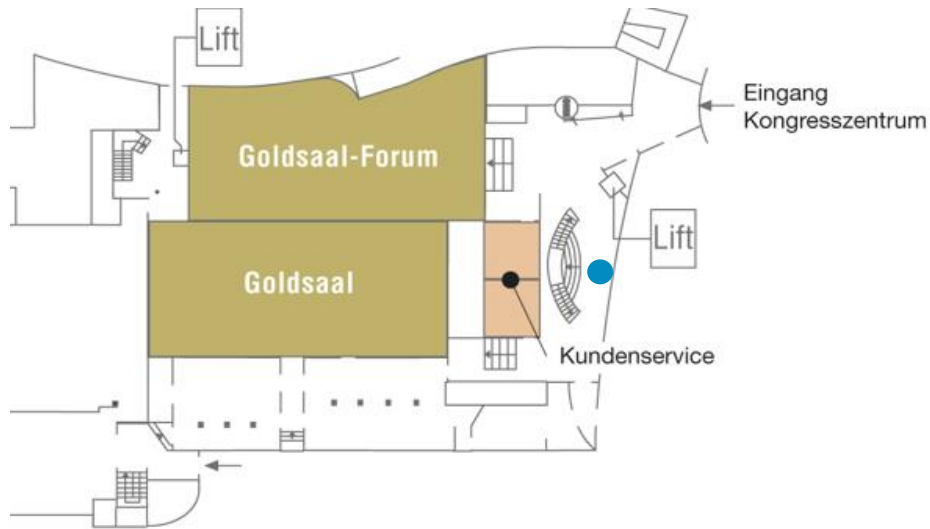 Lift
Eingang
Kongresszentrum
Goldsaal-Forum
Lift
Goldsaal
Kundenservice